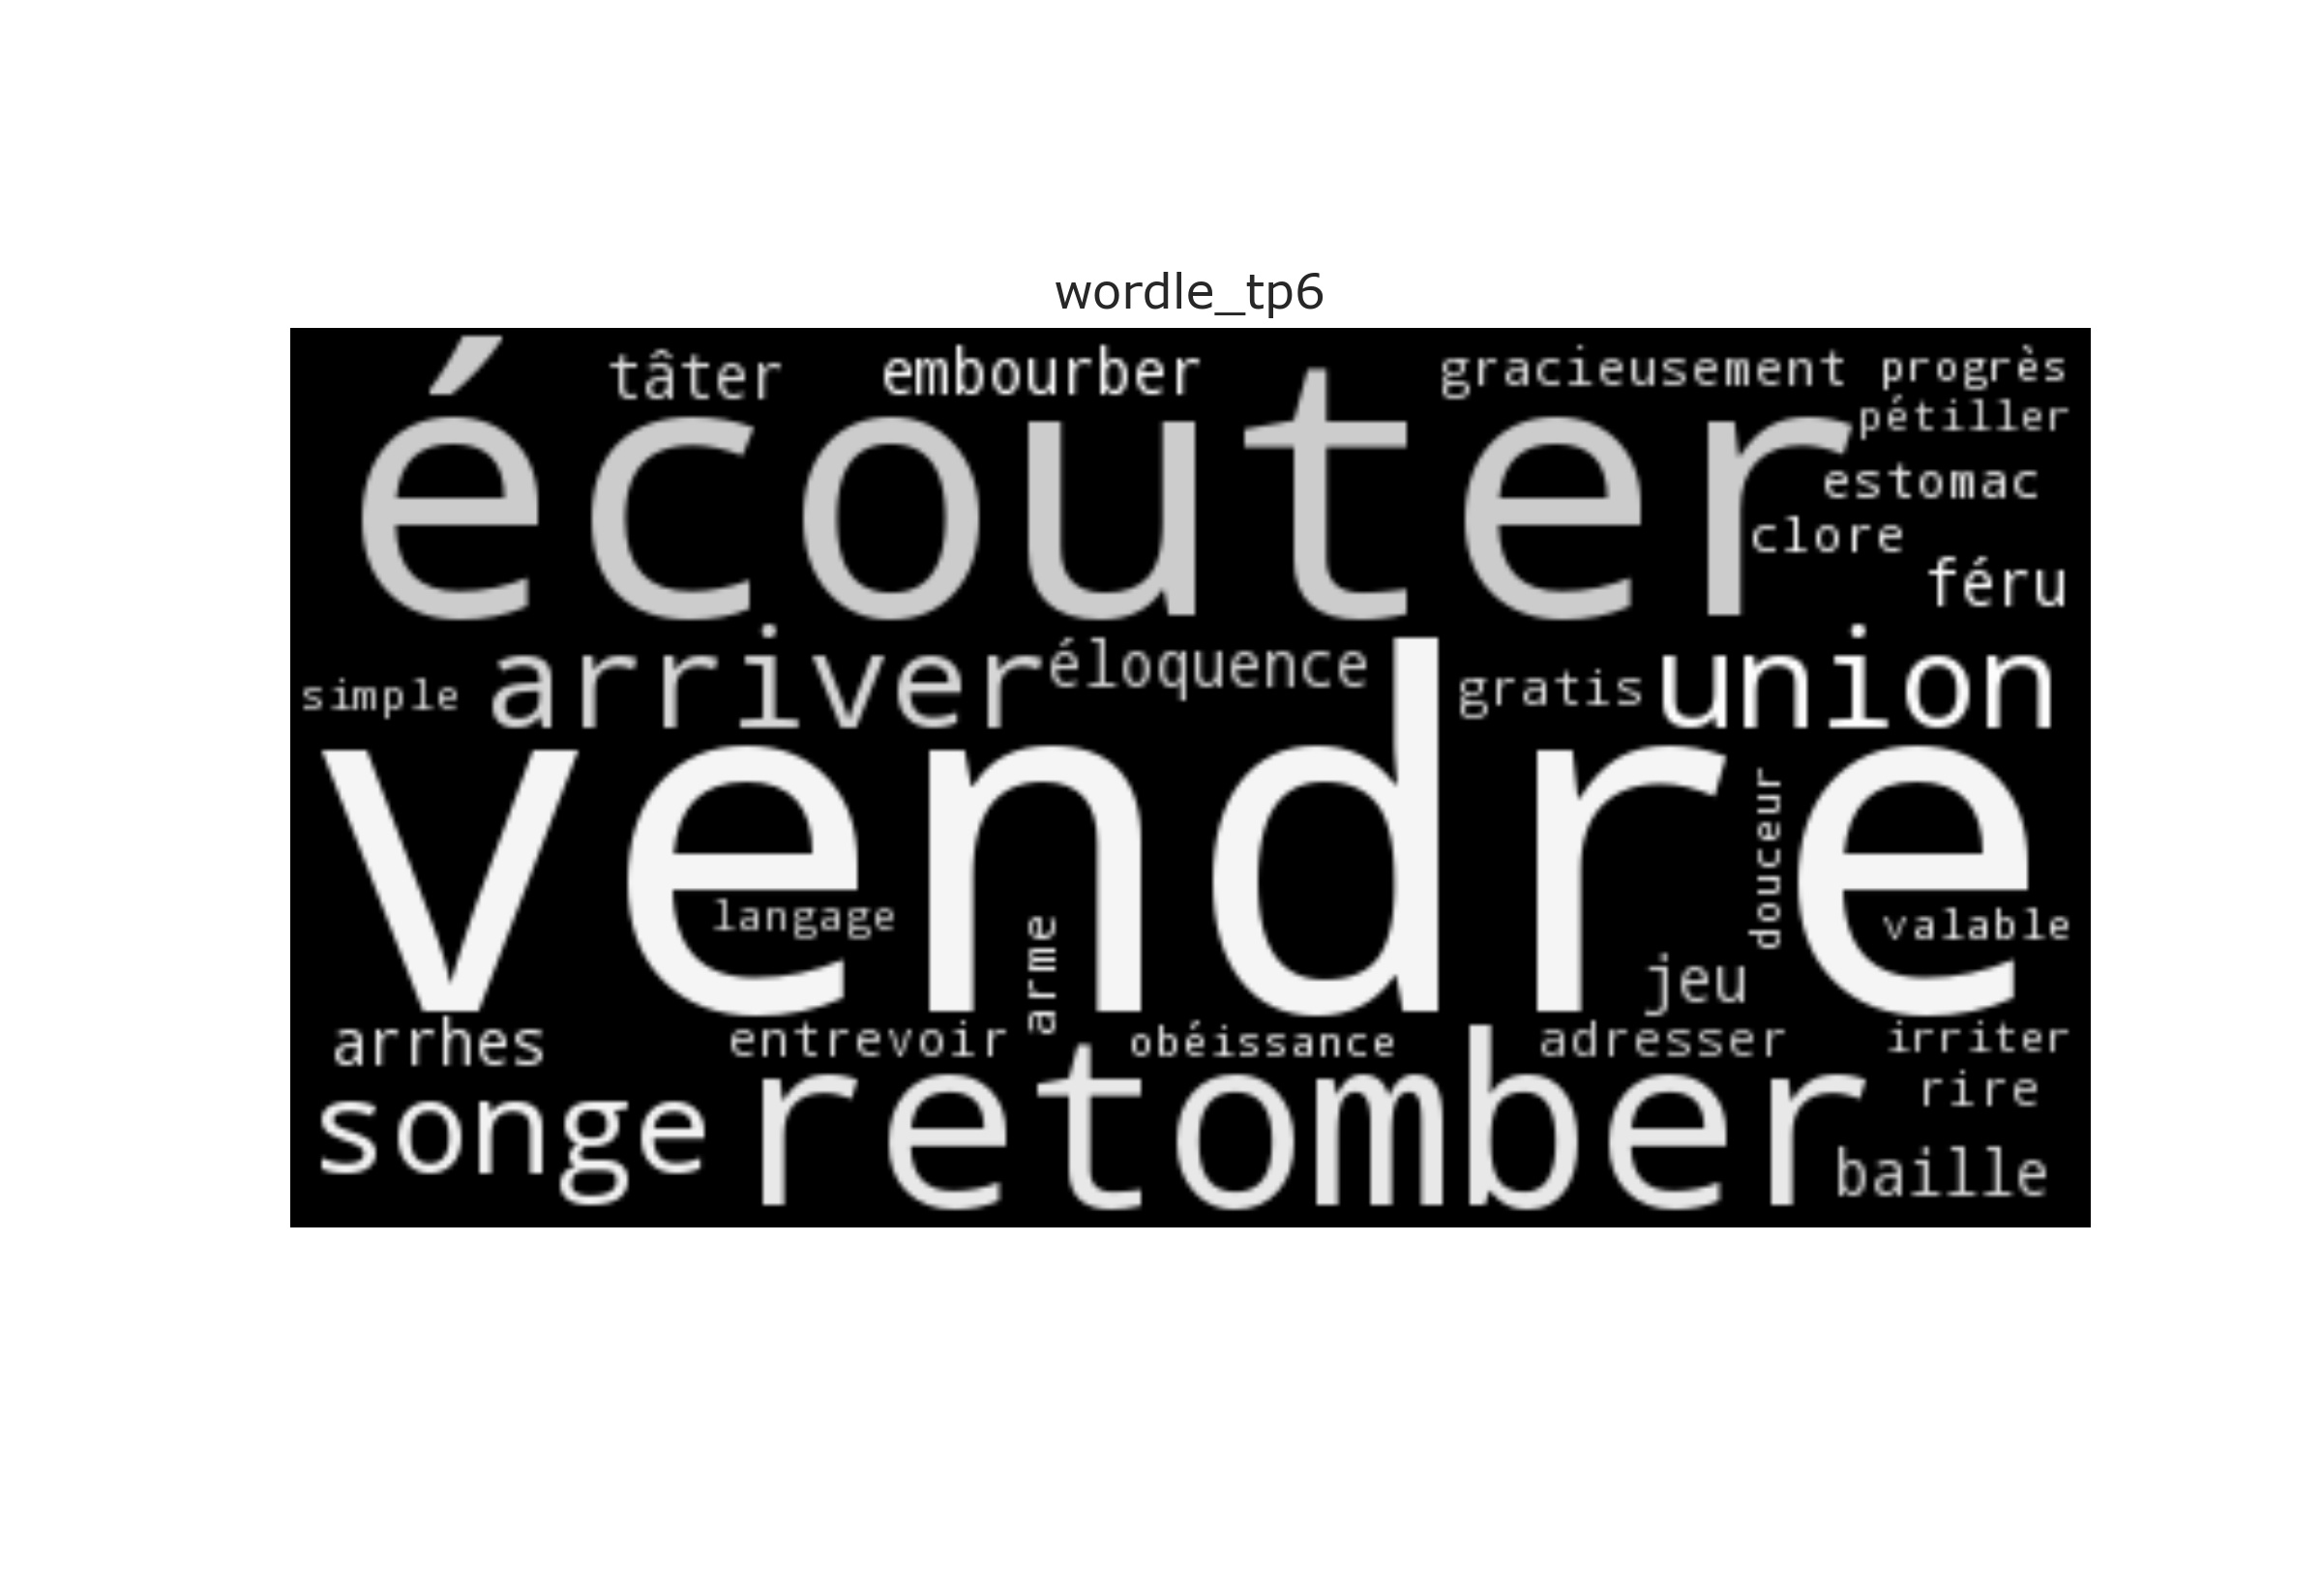 wordle_tp6
tâter embourber gracieusement progrès
écouter pétiller
estomac
clore
féru
simple arriver éloquence gratis union
vendre
douceur
langage arme valable
jeu
arrhes entrevoir obéissance adresser irriter
songe retomber rire
baille